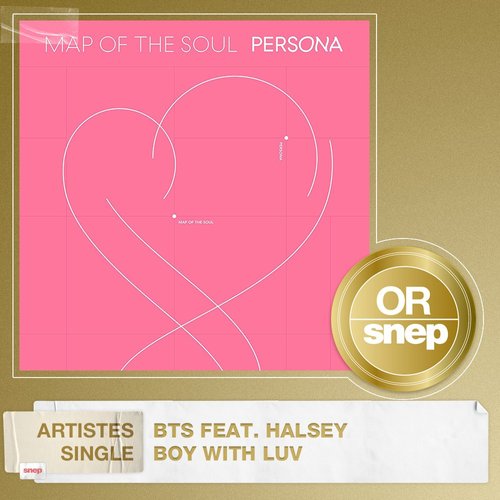 MAP OF THE SOUL PERSONA
PERSONA
MAP OF THE SOUL
OR
snep
ARTISTES BTS FEAT. HALSEY
SINGLE BOY WITH LUV
snep